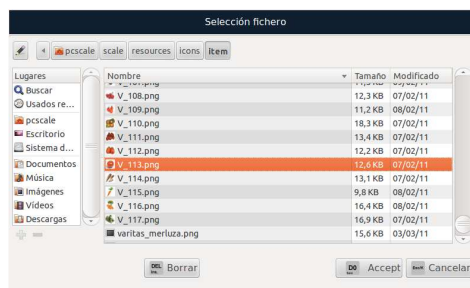 Selección fichero
pcscale scale resources icons item
Lugares
Buscar
Usados re...
pcscale
Escritorio
Sistema d...
Documentos
Música
Imágenes
Vídeos
Descargas
Nombre Tamaño Modificado
V_108.png 12,3 KB 07/02/11
V_109.png 11,2 KB 08/02/11
V_110.png 18,3 KB 07/02/11
V_111.png 13,4 KB 07/02/11
V_112.png 12,2 KB 07/02/11
V_113.png 12,6 KB 07/02/11
V_114.png 13,1 KB 07/02/11
V_115.png 9,8 KB 08/02/11
V_116.png 16,4 KB 08/02/11
V_117.png 16,9 KB 07/02/11
varitas_merluza.png 15,6 KB 03/03/11
DEL Borrar
Accept
Cancelar